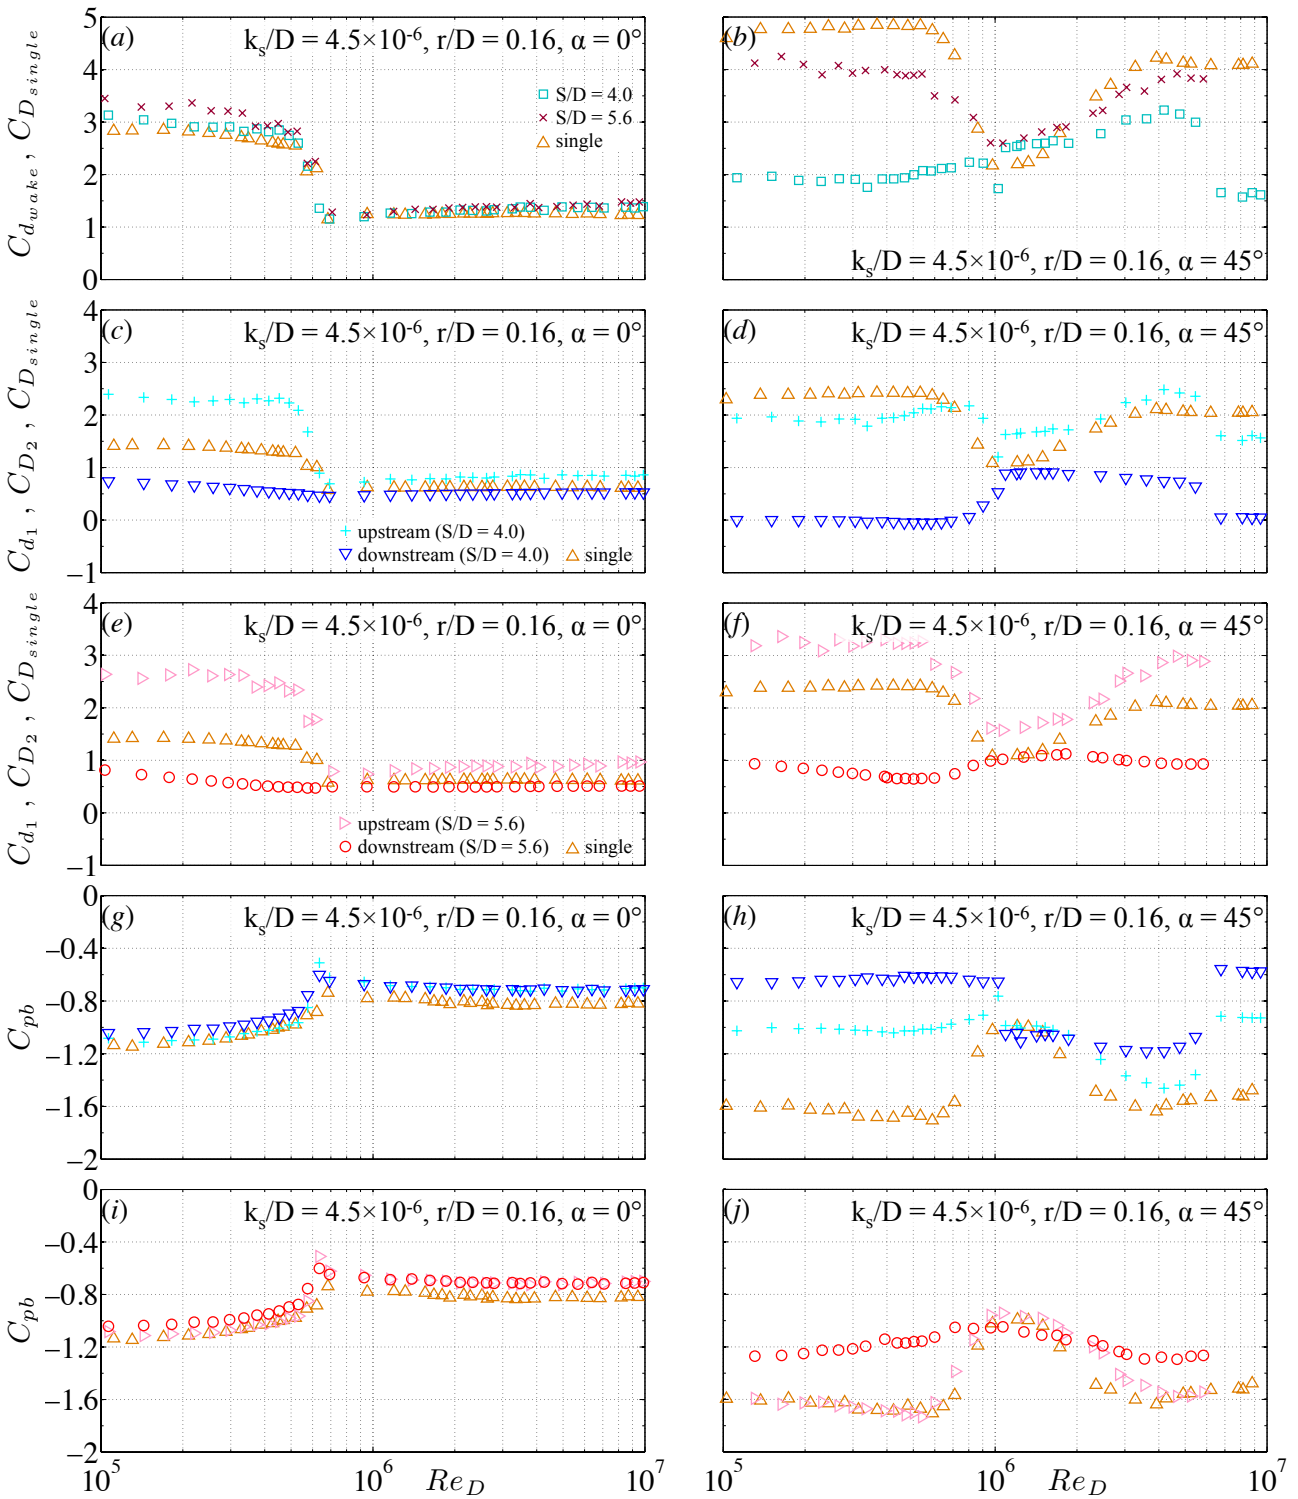 C_dwake , C_Dsingle
5
4
3
2
1
0
(a)
k_s/D = 4.5×10^-6, r/D = 0.16, α = 0°
S/D = 4.0
S/D = 5.6
single
(b)
k_s/D = 4.5×10^-6, r/D = 0.16, α = 45°
C_d1 , C_D2 , C_Dsingle
4
3
2
1
0
−1
(c)
k_s/D = 4.5×10^-6, r/D = 0.16, α = 0°
upstream (S/D = 4.0)
downstream (S/D = 4.0)
single
(d)
k_s/D = 4.5×10^-6, r/D = 0.16, α = 45°
C_d1 , C_D2 , C_Dsingle
4
3
2
1
0
−1
(e)
k_s/D = 4.5×10^-6, r/D = 0.16, α = 0°
upstream (S/D = 5.6)
downstream (S/D = 5.6)
single
(f)
k_s/D = 4.5×10^-6, r/D = 0.16, α = 45°
C_pb
0
−0.4
−0.8
−1.2
−1.6
−2
(g)
k_s/D = 4.5×10^-6, r/D = 0.16, α = 0°
(h)
k_s/D = 4.5×10^-6, r/D = 0.16, α = 45°
C_pb
0
−0.4
−0.8
−1.2
−1.6
−2
(i)
k_s/D = 4.5×10^-6, r/D = 0.16, α = 0°
(j)
k_s/D = 4.5×10^-6, r/D = 0.16, α = 45°
10^5
10^6
Re_D
10^7
10^5
10^6
Re_D
10^7